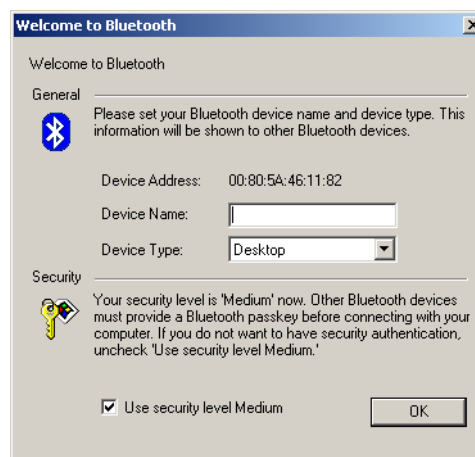 Welcome to Bluetooth
Welcome to Bluetooth
General
Please set your Bluetooth device name and device type. This
information will be shown to other Bluetooth devices.
Device Address: 00:80:5A:46:11:82
Device Name:
Device Type: Desktop
Security
Your security level is 'Medium' now. Other Bluetooth devices
must provide a Bluetooth passkey before connecting with your
computer. If you do not want to have security authentication,
uncheck 'Use security level Medium.'
Use security level Medium OK